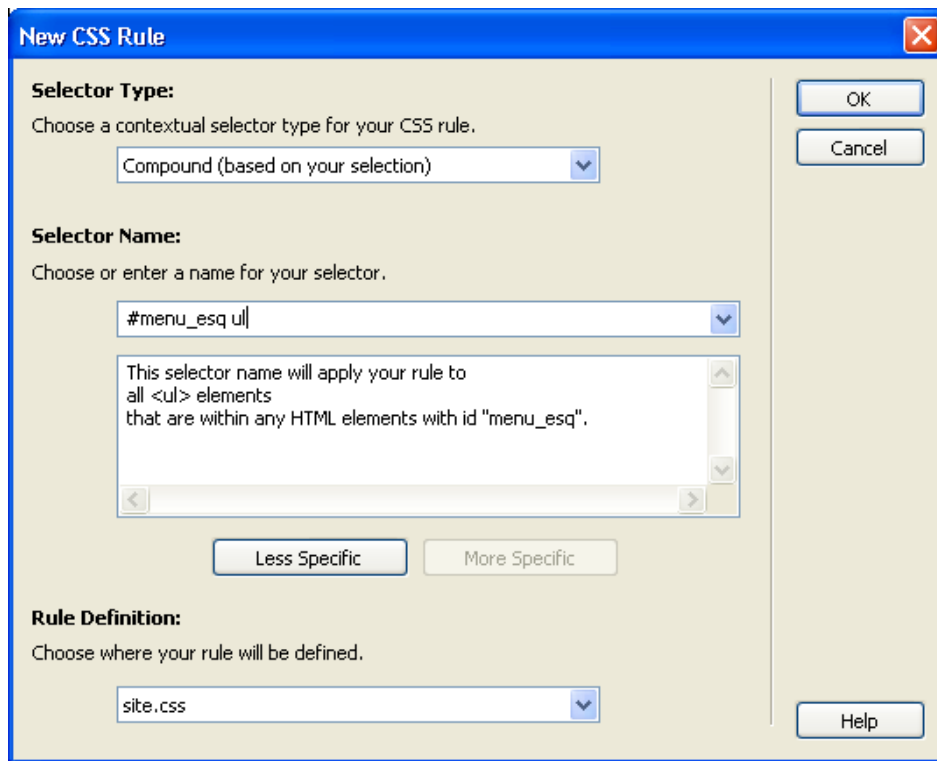 New CSS Rule
Selector Type:
OK
Choose a contextual selector type for your CSS rule.
Cancel
Compound (based on your selection)
Selector Name:
Choose or enter a name for your selector.
#menu_esq ul
This selector name will apply your rule to
all <ul> elements
that are within any HTML elements with id "menu_esq".
Less Specific
More Specific
Rule Definition:
Choose where your rule will be defined.
site.css
Help